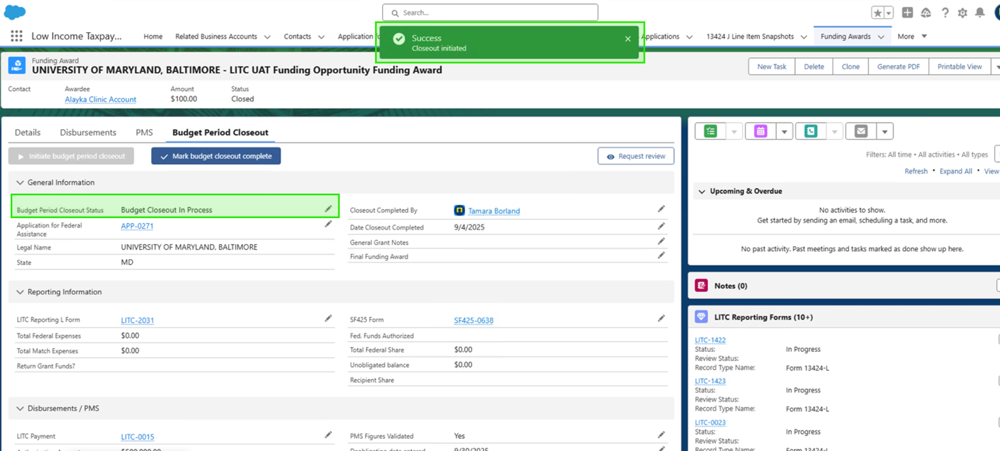 Search...
Low Income Taxpay...
Home
Related Business Accounts
Contacts
Application
Applications
13424 J Line Item Snapshots
Funding Awards
More
Success
Closeout initiated
Funding Award
UNIVERSITY OF MARYLAND, BALTIMORE - LITC UAT Funding Opportunity Funding Award
New Task
Delete
Clone
Generate PDF
Printable View
Contact
Awardee
Amount
Status
Alayka Clinic Account
$100.00
Closed
Details
Disbursements
PMS
Budget Period Closeout
Initiate budget period closeout
Mark budget closeout complete
Request review
General Information
Budget Period Closeout Status
Budget Closeout In Process
Application for Federal Assistance
APP-0271
Legal Name
UNIVERSITY OF MARYLAND, BALTIMORE
State
MD
Closeout Completed By
Tamara Borland
Date Closeout Completed
9/4/2025
General Grant Notes
Final Funding Award
Reporting Information
LITC Reporting L Form
LITC-2031
Total Federal Expenses
$0.00
Total Match Expenses
$0.00
Return Grant Funds?
SF425 Form
SF425-0638
Fed. Funds Authorized
Total Federal Share
$0.00
Unobligated balance
$0.00
Recipient Share
Disbursements / PMS
LITC Payment
LITC-0015
PMS Figures Validated
Yes
9/30/2025
Filters: All time • All activities • All types
Refresh • Expand All • View
Upcoming & Overdue
No activities to show.
Get started by sending an email, scheduling a task, and more.
No past activity. Past meetings and tasks marked as done show up here.
Notes (0)
LITC Reporting Forms (10+)
LITC-1422
Status:
In Progress
Review Status:
Record Type Name:
Form 13424-L
LITC-1423
Status:
In Progress
Review Status:
Record Type Name:
Form 13424-L
LITC-0023
Status:
In Progress
Review Status:
Record Type Name:
Form 13424-L